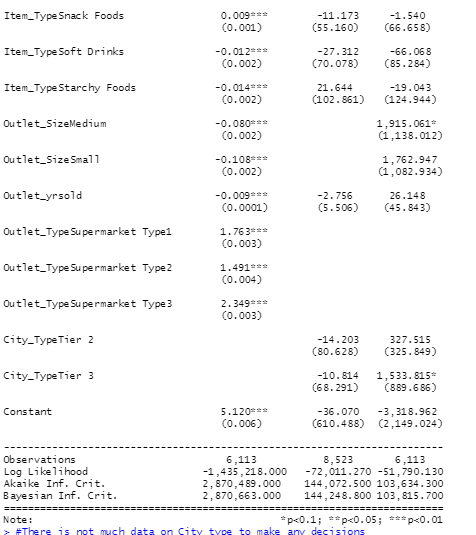 Item_TypeSnack Foods 0.009*** -11.173 -1.540
(0.001) (55.160) (66.658)
Item_TypeSoft Drinks -0.012*** -27.312 -66.068
(0.002) (70.078) (85.284)
Item_TypeStarchy Foods -0.014*** 21.644 -19.043
(0.002) (102.861) (124.944)
Outlet_SizeMedium -0.080*** 1,915.061*
(0.002) (1,138.012)
Outlet_SizeSmall -0.108*** 1,762.947
(0.002) (1,082.934)
Outlet_yrsold -0.009*** -2.756 26.148
(0.0001) (5.506) (45.843)
Outlet_TypeSupermarket Type1 1.763***
(0.003)
Outlet_TypeSupermarket Type2 1.491***
(0.004)
Outlet_TypeSupermarket Type3 2.349***
(0.003)
City_TypeTier 2 -14.203 327.515
(80.628) (325.849)
City_TypeTier 3 -10.814 1,533.815*
(68.291) (889.686)
Constant 5.120*** -36.070 -3,318.962
(0.006) (610.488) (2,149.024)
Observations 6,113 8,523 6,113
Log Likelihood -1,435,218.000 -72,011.270 -51,790.130
Akaike Inf. Crit. 2,870,489.000 144,072.500 103,634.300
Bayesian Inf. Crit. 2,870,663.000 144,248.800 103,815.700
Note: *p<0.1; **p<0.05; ***p<0.01
> #There is not much data on City type to make any decisions